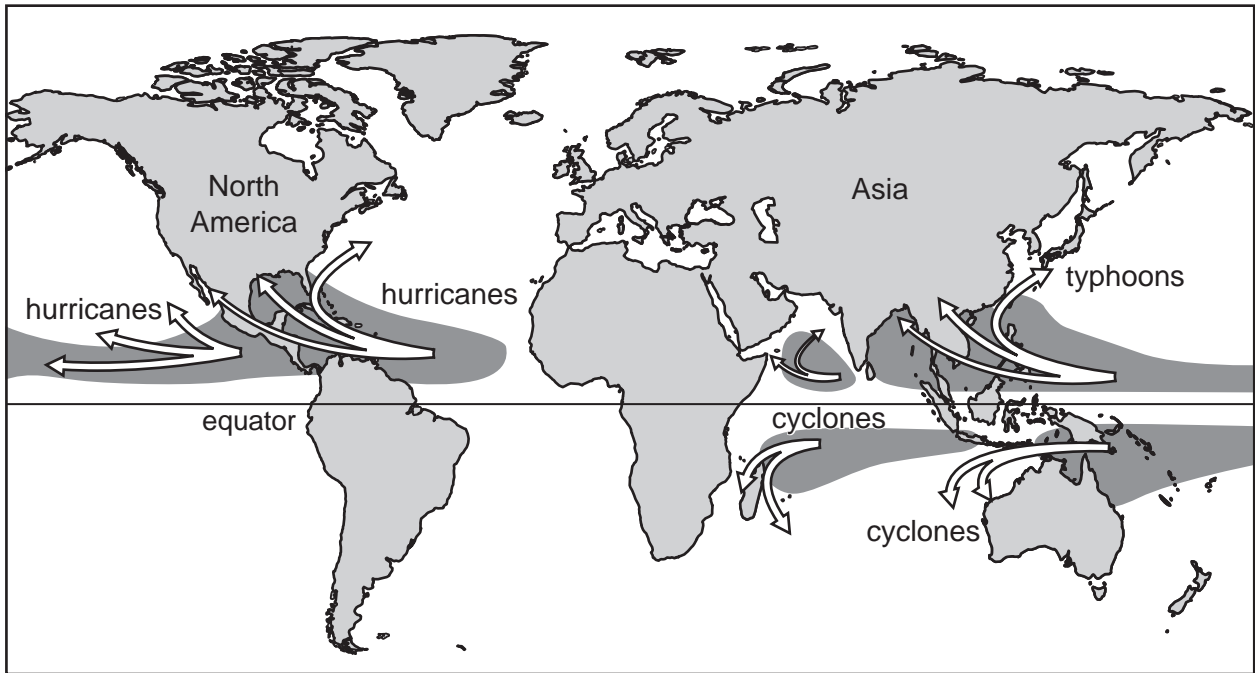 North
America
Asia
hurricanes
hurricanes
typhoons
equator
cyclones
cyclones